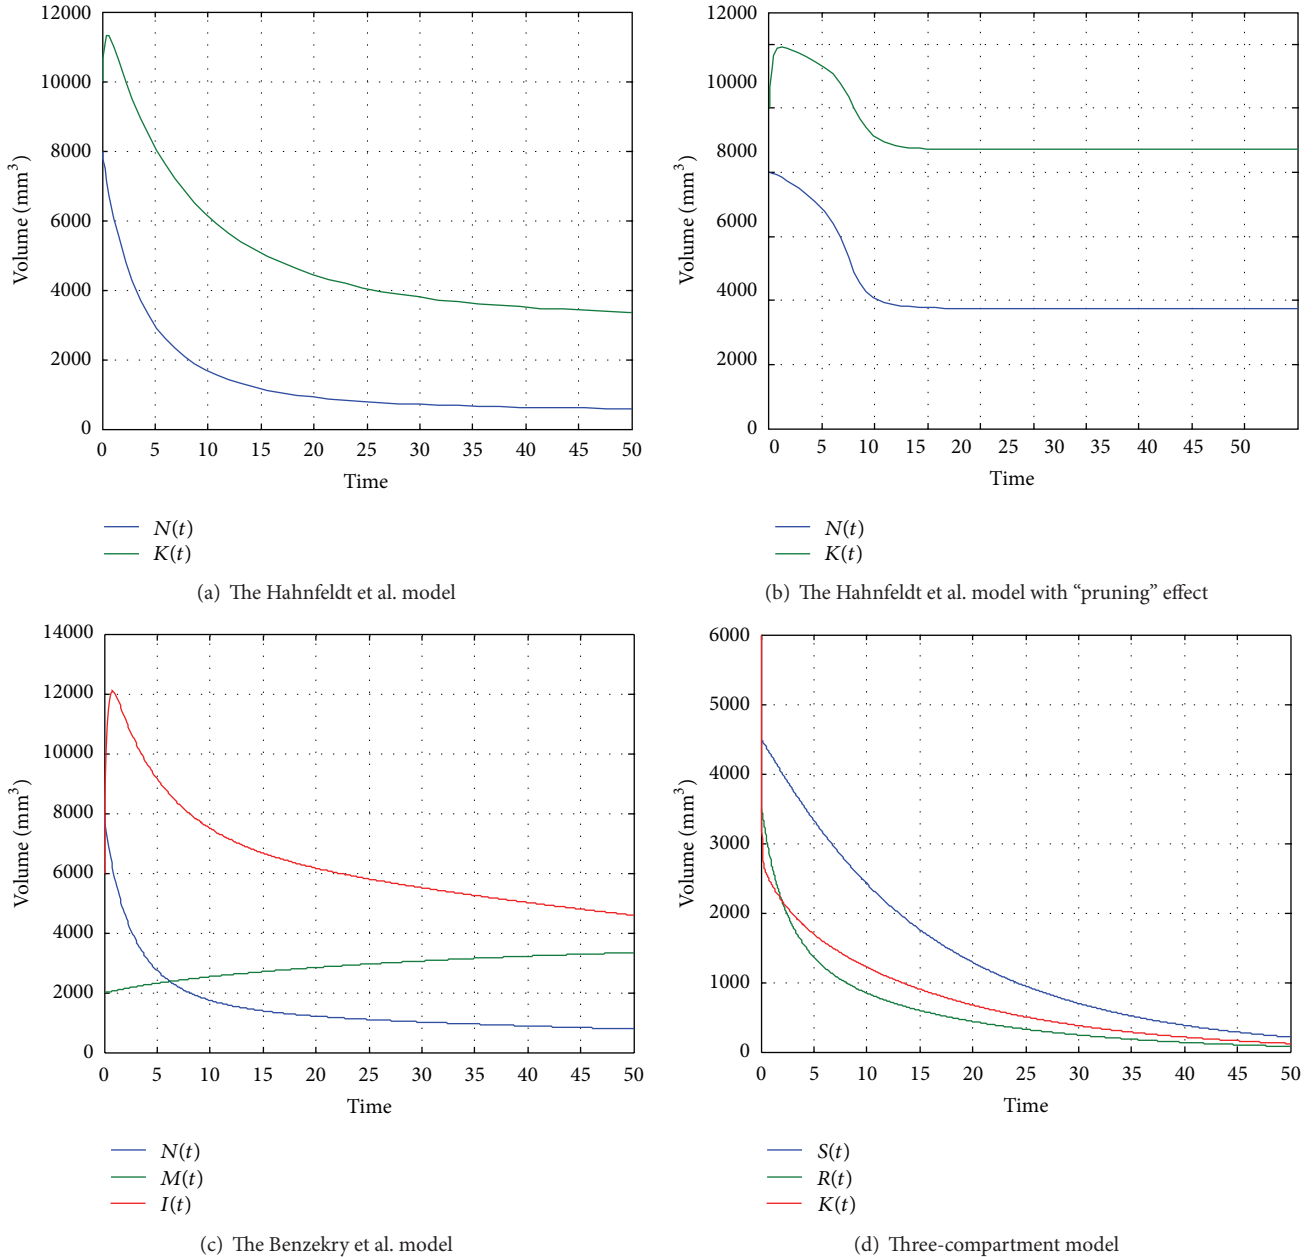 12000
10000
8000
6000
4000
2000
0
Volume (mm³)
0 5 10 15 20 25 30 35 40 45 50
Time
N(t)
K(t)
(a) The Hahnfeldt et al. model
12000
10000
8000
6000
4000
2000
0
Volume (mm³)
0 5 10 15 20 25 30 35 40 45 50
Time
N(t)
K(t)
(b) The Hahnfeldt et al. model with “pruning” effect
14000
12000
10000
8000
6000
4000
2000
0
Volume (mm³)
0 5 10 15 20 25 30 35 40 45 50
Time
N(t)
M(t)
I(t)
(c) The Benzekry et al. model
6000
5000
4000
3000
2000
1000
0
Volume (mm³)
0 5 10 15 20 25 30 35 40 45 50
Time
S(t)
R(t)
K(t)
(d) Three-compartment model